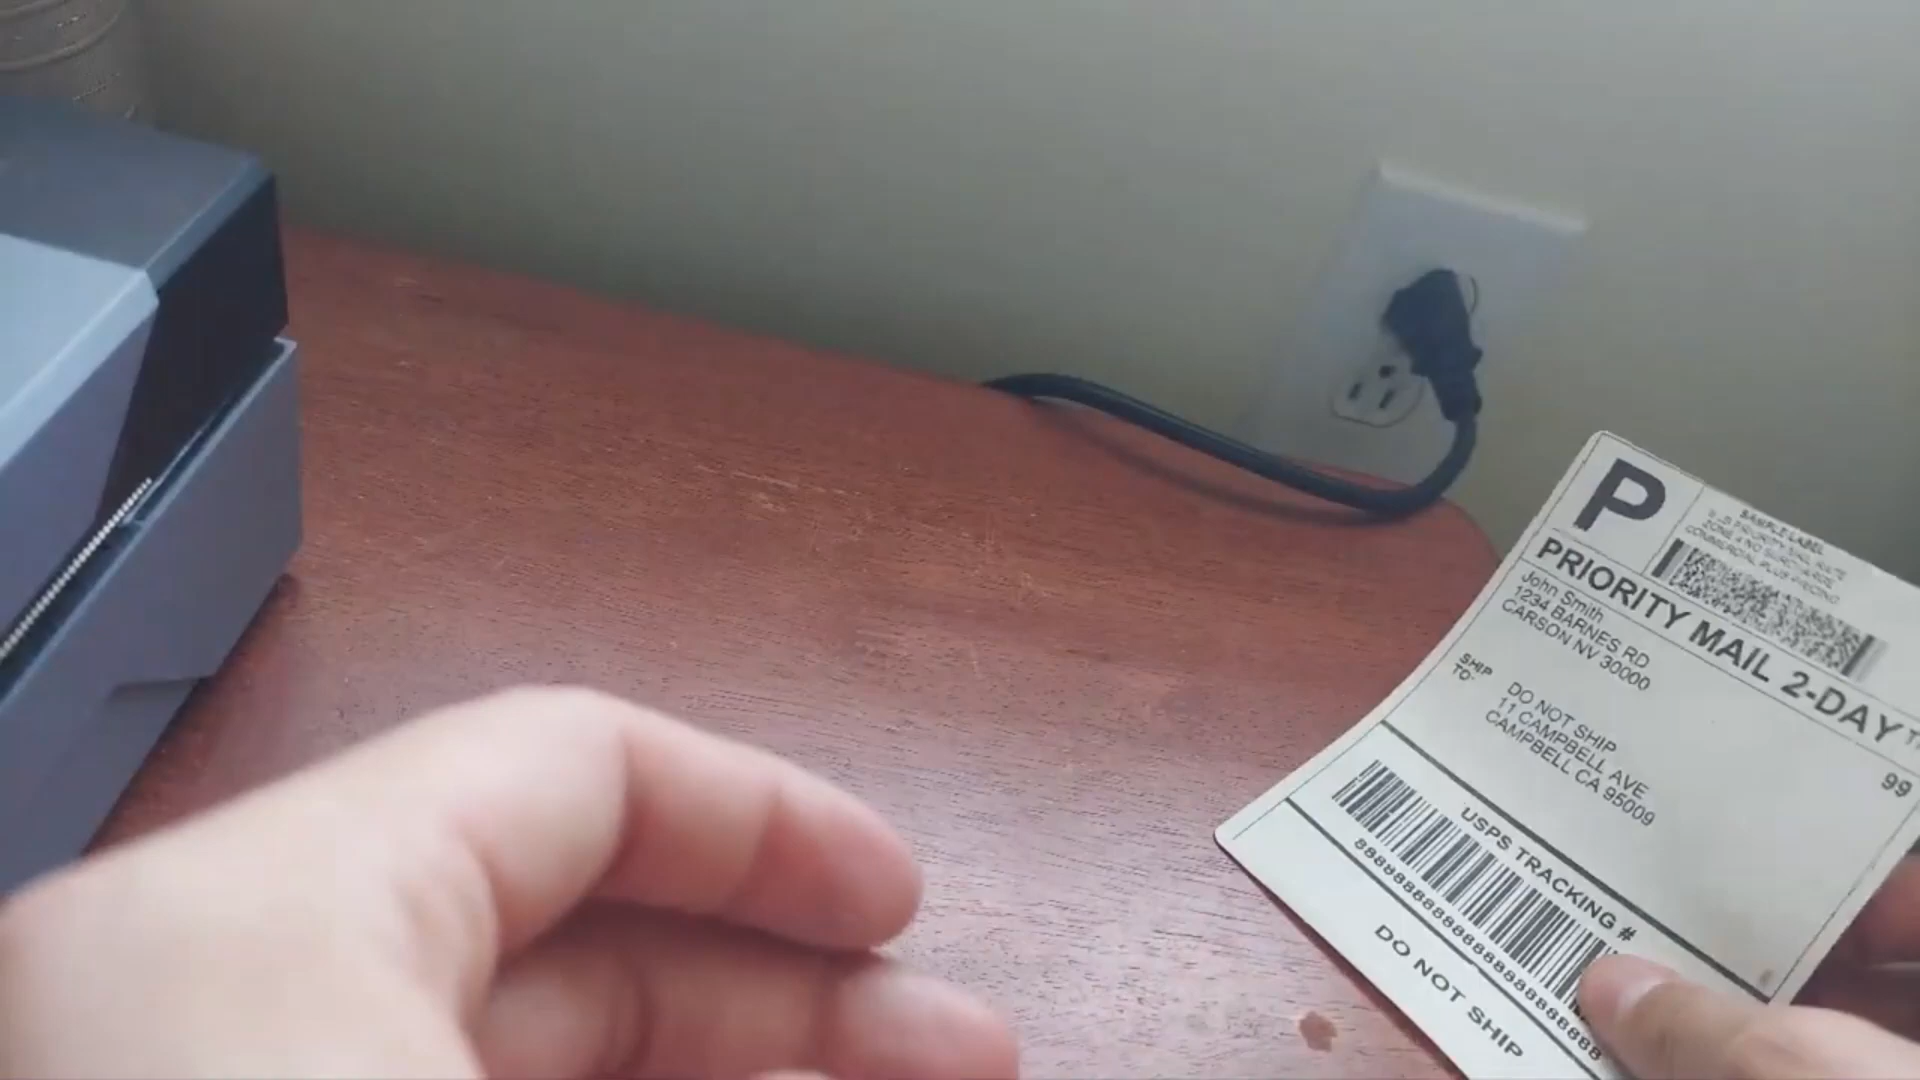 P
SAMPLE LABEL
PRIORITY MAIL 2-DAY
John Smith
1234 BARNES RD
CARSON NV 30000
99
SHIP
TO:
DO NOT SHIP
11 CAMPBELL AVE
CAMPBELL CA 95009
USPS TRACKING #
DO NOT SHIP